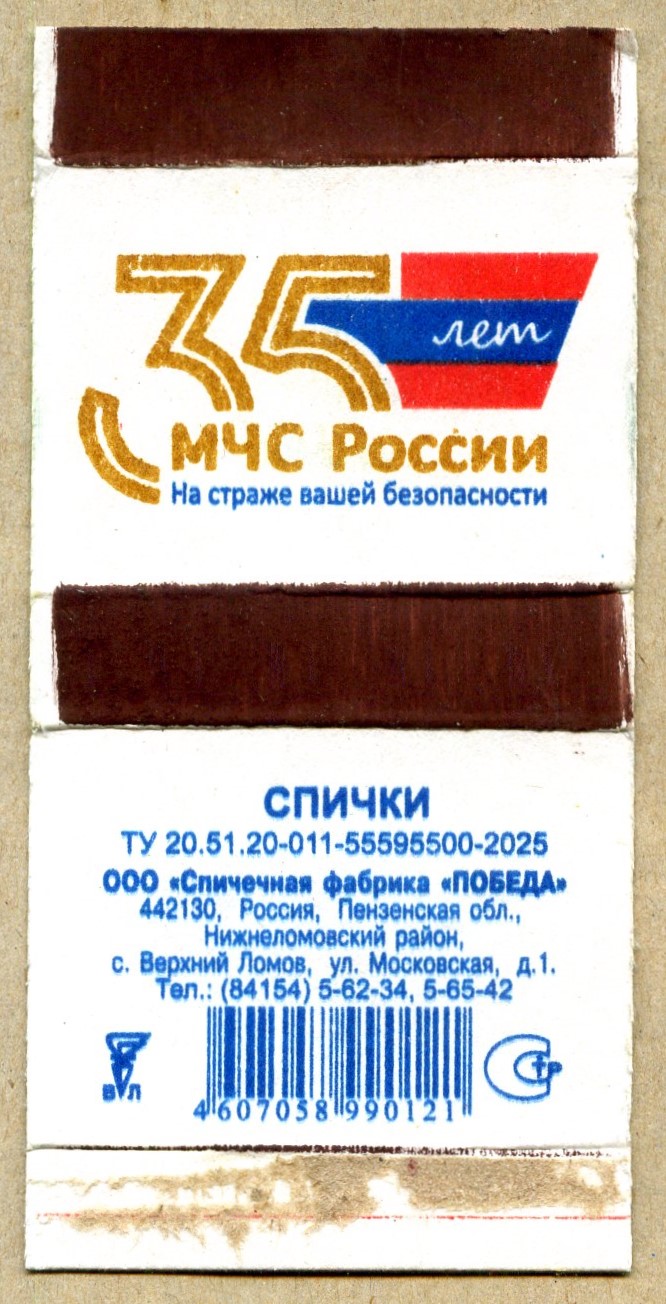 35 лет
МЧС России
На страже вашей безопасности
СПИЧКИ
ТУ 20.51.20-011-55595500-2025
ООО «Спичечная фабрика «ПОБЕДА»
442130, Россия, Пензенская обл.,
Нижнеломовский район,
с. Верхний Ломов, ул. Московская, д.1.
Тел.: (84154) 5-62-34, 5-65-42
ВЛ
СТР
4 607058 990121